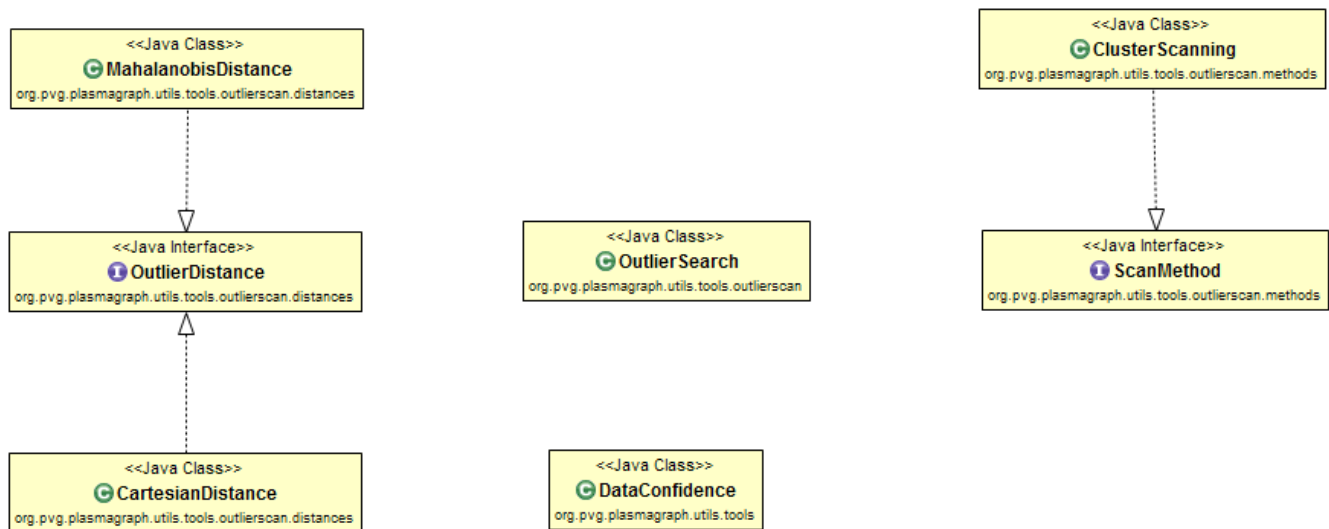 <<Java Class>>
MahalanobisDistance
org.pvg.plasmagraph.utils.tools.outlierscan.distances
<<Java Class>>
ClusterScanning
org.pvg.plasmagraph.utils.tools.outlierscan.methods
<<Java Interface>>
OutlierDistance
org.pvg.plasmagraph.utils.tools.outlierscan.distances
<<Java Class>>
OutlierSearch
org.pvg.plasmagraph.utils.tools.outlierscan
<<Java Interface>>
ScanMethod
org.pvg.plasmagraph.utils.tools.outlierscan.methods
<<Java Class>>
CartesianDistance
org.pvg.plasmagraph.utils.tools.outlierscan.distances
<<Java Class>>
DataConfidence
org.pvg.plasmagraph.utils.tools